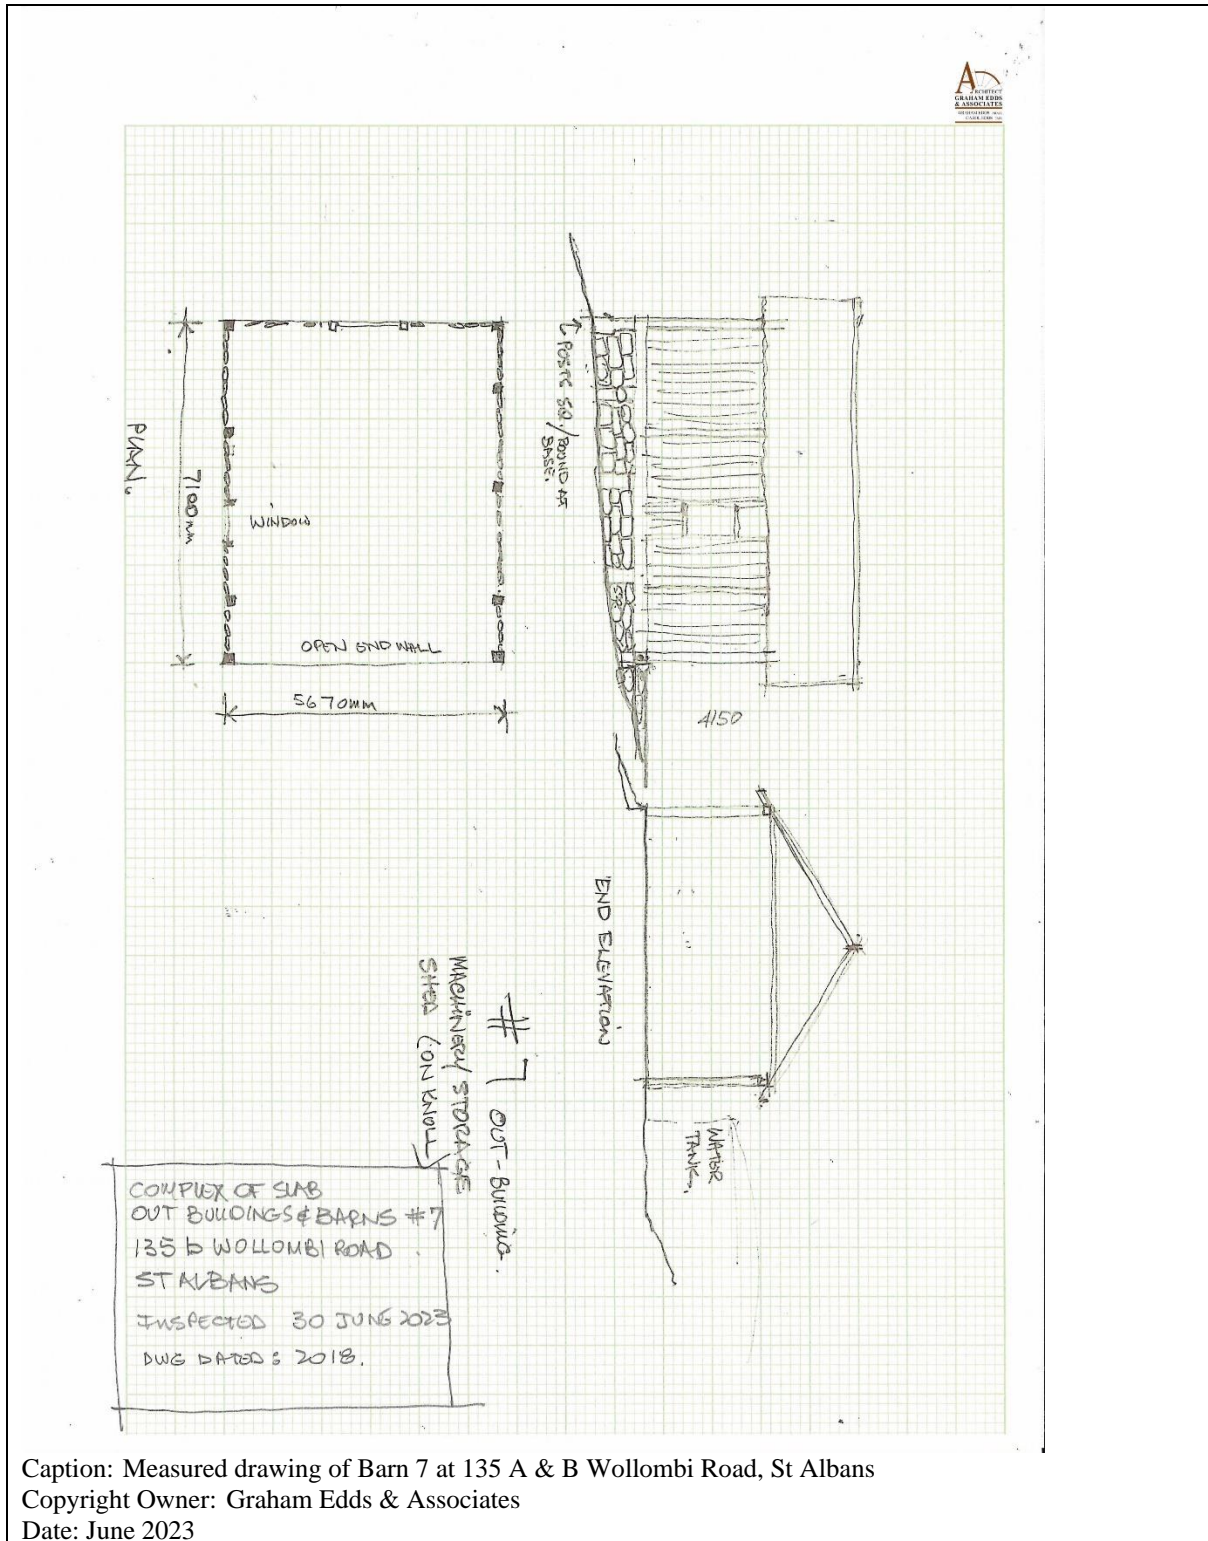 ARCHITECT
GRAHAM EDDS
& ASSOCIATES
POSTS SQ./ROUND AT
BASE.
PLAN.
7100mm
WINDOW
OPEN END WALL
5670mm
4150
END ELEVATION
WATER
TANK.
# 7 OUT-BUILDING.
MACHINERY/STORAGE
SHED (ON KNOLL)
COMPLEX OF SLAB
OUT BUILDINGS & BARNS #7
135 b WOLLOMBI ROAD
ST ALBANS
INSPECTED 30 JUNE 2023
DWG DATED: 2018.
Caption: Measured drawing of Barn 7 at 135 A & B Wollombi Road, St Albans
Copyright Owner: Graham Edds & Associates
Date: June 2023